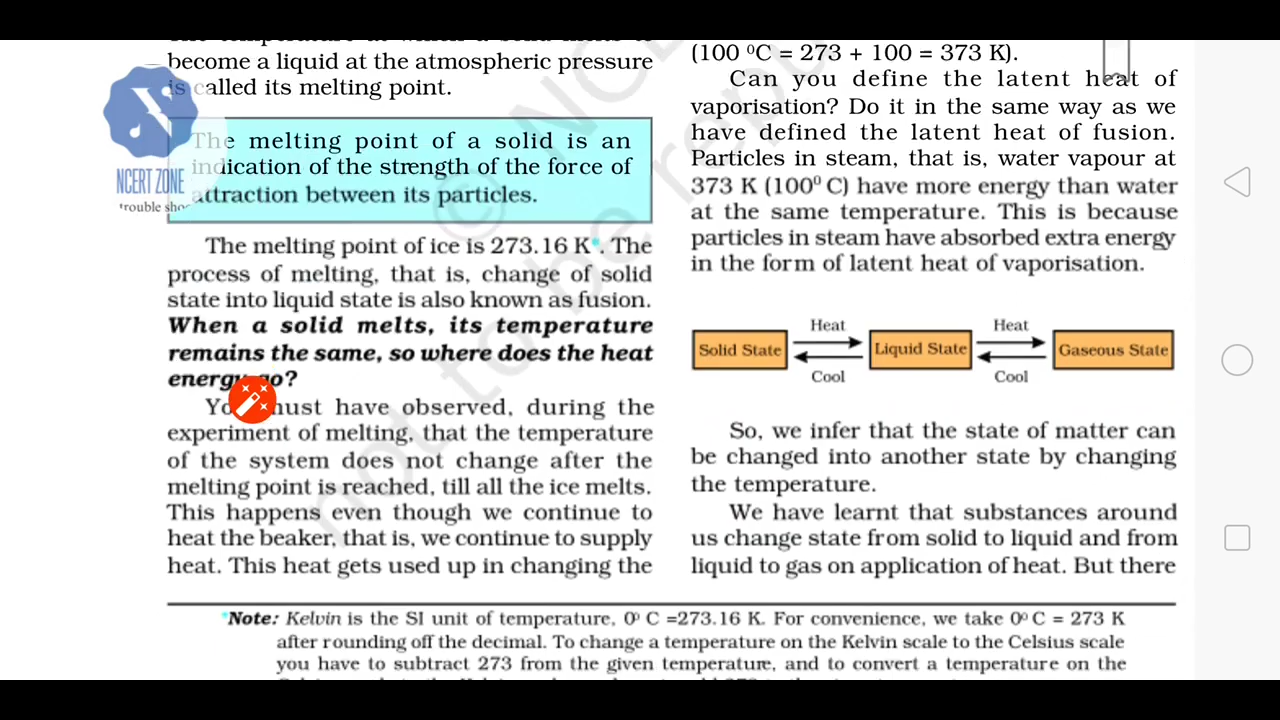 become a liquid at the atmospheric pressure
is called its melting point.
The melting point of a solid is an
indication of the strength of the force of
attraction between its particles.
NCERT ZONE
trouble sho
The melting point of ice is 273.16 K*. The
process of melting, that is, change of solid
state into liquid state is also known as fusion.
When a solid melts, its temperature
remains the same, so where does the heat
energy go?
must have observed, during the
experiment of melting, that the temperature
of the system does not change after the
melting point is reached, till all the ice melts.
This happens even though we continue to
heat the beaker, that is, we continue to supply
heat. This heat gets used up in changing the
(100 ⁰C = 273 + 100 = 373 K).
Can you define the latent heat of
vaporisation? Do it in the same way as we
have defined the latent heat of fusion.
Particles in steam, that is, water vapour at
373 K (100⁰ C) have more energy than water
at the same temperature. This is because
particles in steam have absorbed extra energy
in the form of latent heat of vaporisation.
Heat Heat
Solid State Liquid State Gaseous State
Cool Cool
So, we infer that the state of matter can
be changed into another state by changing
the temperature.
We have learnt that substances around
us change state from solid to liquid and from
liquid to gas on application of heat. But there
*Note: Kelvin is the SI unit of temperature, 0⁰ C =273.16 K. For convenience, we take 0⁰ C = 273 K
after rounding off the decimal. To change a temperature on the Kelvin scale to the Celsius scale
you have to subtract 273 from the given temperature, and to convert a temperature on the
© NC
not to be rep